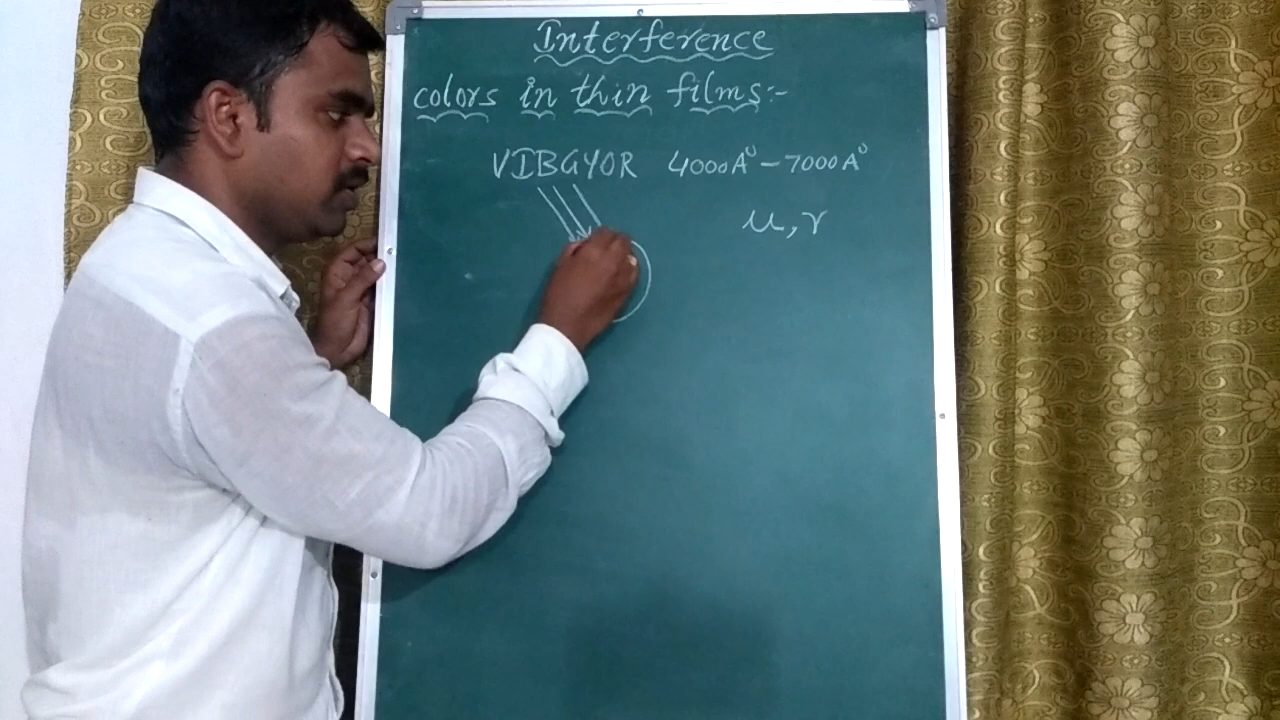 Interference
colors in thin films:-
VIBGYOR 4000A° - 7000A°
u, r